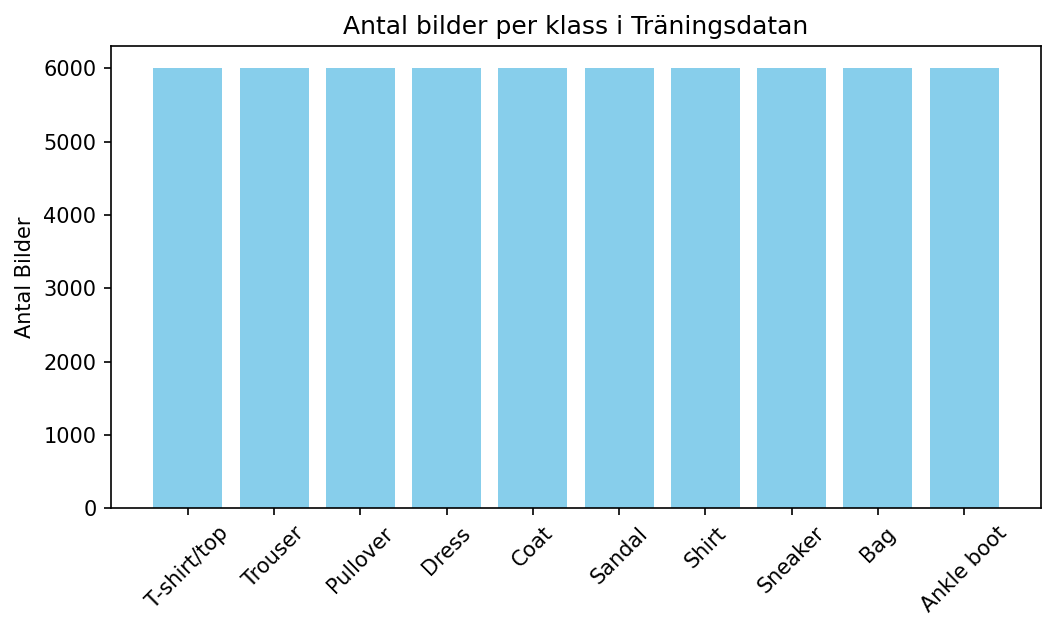 Antal bilder per klass i Träningsdatan
Antal Bilder
6000
5000
4000
3000
2000
1000
0
T-shirt/top
Trouser
Pullover
Dress
Coat
Sandal
Shirt
Sneaker
Bag
Ankle boot